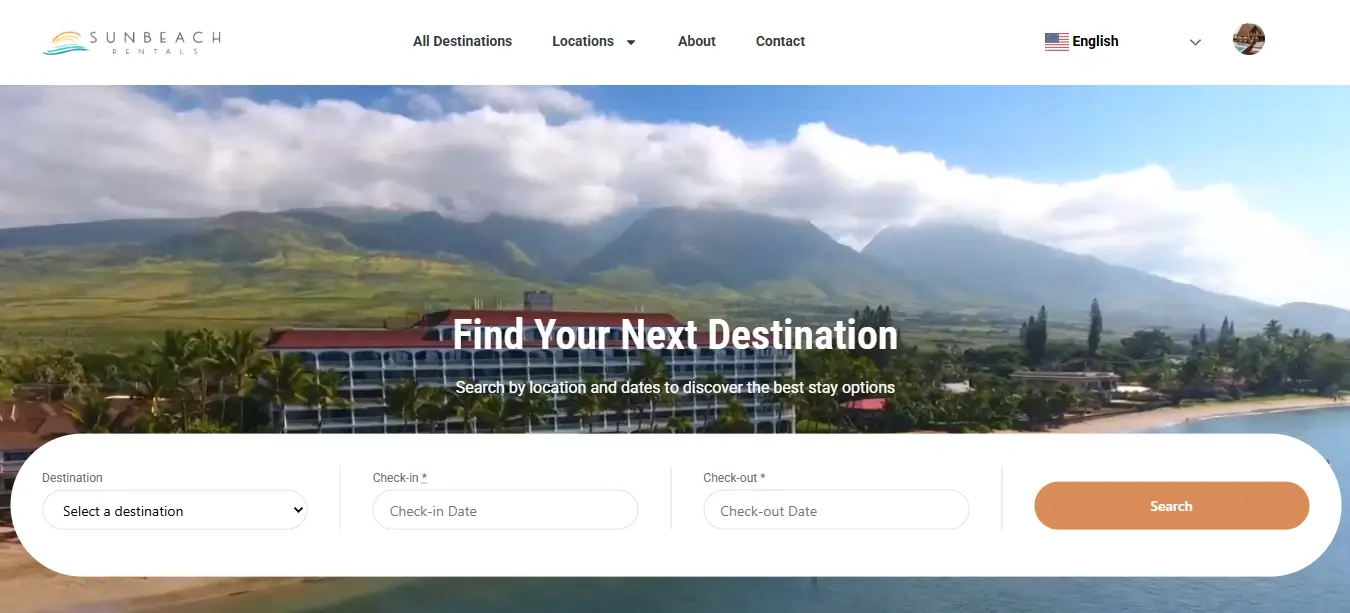 SUNBEACH
RENTALS
All Destinations
Locations
About
Contact
English
Find Your Next Destination
Search by location and dates to discover the best stay options
Destination
Select a destination
Check-in *
Check-in Date
Check-out *
Check-out Date
Search